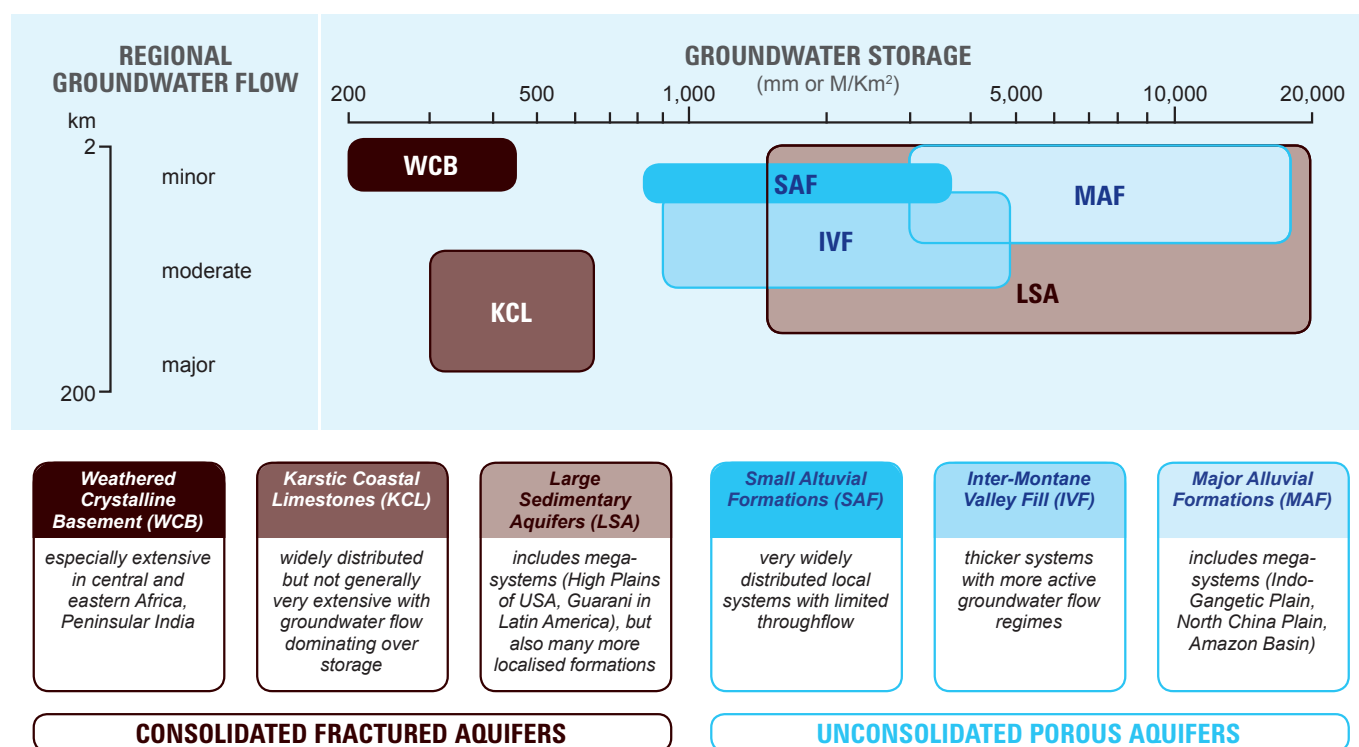 REGIONAL
GROUNDWATER FLOW
GROUNDWATER STORAGE
(mm or M/Km²)
200 500 1,000 5,000 10,000 20,000
km
2
minor
moderate
major
200
WCB
SAF
MAF
IVF
KCL
LSA
Weathered
Crystalline
Basement (WCB)
especially extensive
in central and
eastern Africa,
Peninsular India
Karstic Coastal
Limestones (KCL)
widely distributed
but not generally
very extensive with
groundwater flow
dominating over
storage
Large
Sedimentary
Aquifers (LSA)
includes mega-
systems (High Plains
of USA, Guarani in
Latin America), but
also many more
localised formations
Small Altuvial
Formations (SAF)
very widely
distributed local
systems with limited
throughflow
Inter-Montane
Valley Fill (IVF)
thicker systems
with more active
groundwater flow
regimes
Major Alluvial
Formations (MAF)
includes mega-
systems (Indo-
Gangetic Plain,
North China Plain,
Amazon Basin)
CONSOLIDATED FRACTURED AQUIFERS
UNCONSOLIDATED POROUS AQUIFERS